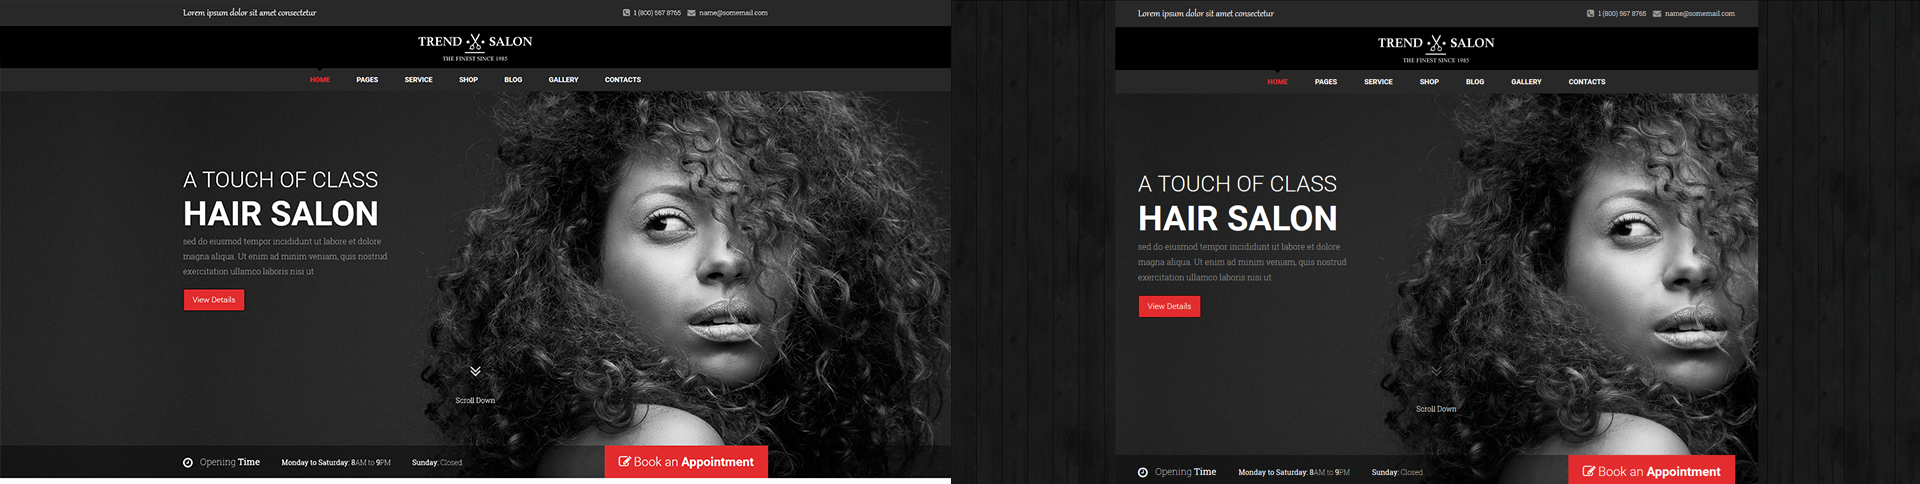 Lorem ipsum dolor sit amet consectetur
1 (800) 567 8765 name@somemail.com
TREND SALON
THE FINEST SINCE 1985
HOME PAGES SERVICE SHOP BLOG GALLERY CONTACTS
A TOUCH OF CLASS
HAIR SALON
sed do eiusmod tempor incididunt ut labore et dolore
magna aliqua. Ut enim ad minim veniam, quis nostrud
exercitation ullamco laboris nisi ut
View Details
Scroll Down
Opening Time Monday to Saturday: 8AM to 9PM Sunday: Closed
Book an Appointment
Lorem ipsum dolor sit amet consectetur
1 (800) 567 8765 name@somemail.com
TREND SALON
THE FINEST SINCE 1985
HOME PAGES SERVICE SHOP BLOG GALLERY CONTACTS
A TOUCH OF CLASS
HAIR SALON
sed do eiusmod tempor incididunt ut labore et dolore
magna aliqua. Ut enim ad minim veniam, quis nostrud
exercitation ullamco laboris nisi ut
View Details
Scroll Down
Opening Time Monday to Saturday: 8AM to 9PM Sunday: Closed
Book an Appointment